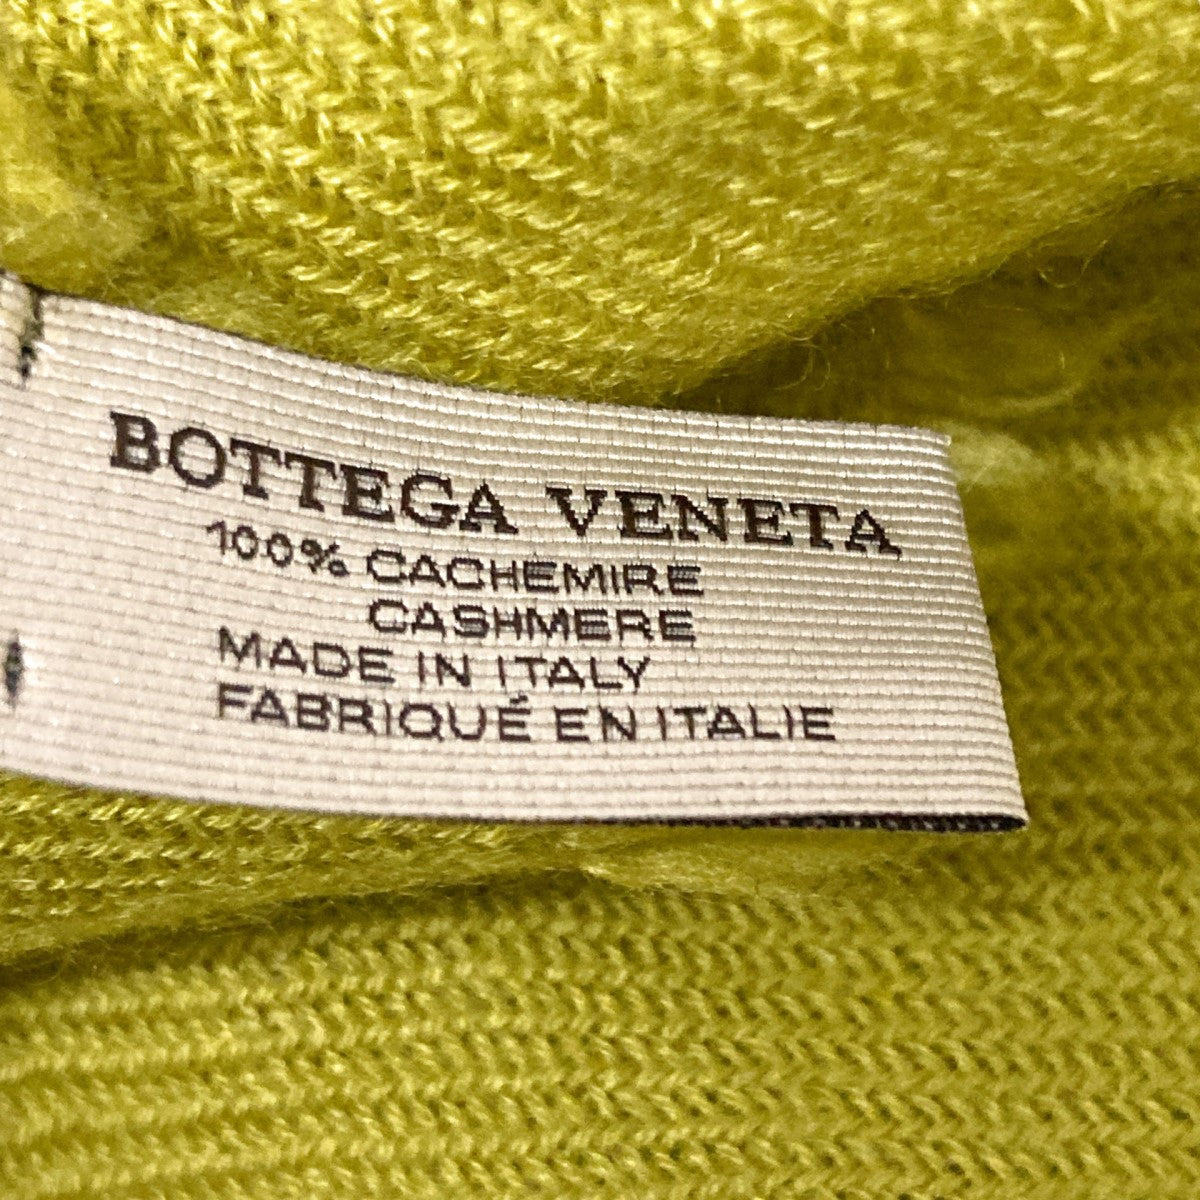 BOTTEGA VENETA
100% CACHEMIRE
CASHMERE
MADE IN ITALY
FABRIQUÉ EN ITALIE